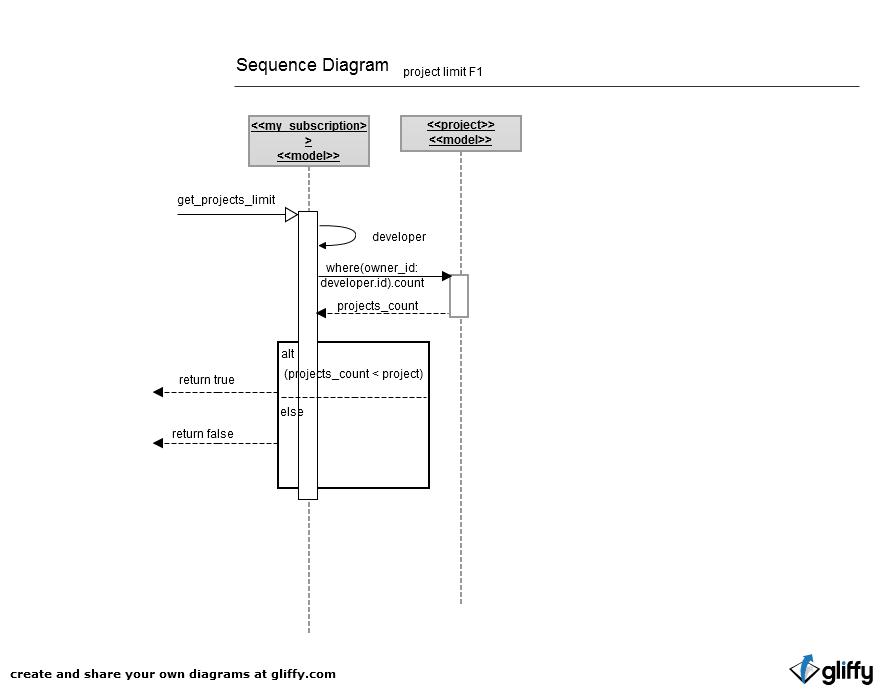 Sequence Diagram project limit F1
<<my_subscription>
>
<<model>>
<<project>>
<<model>>
get_projects_limit
developer
where(owner_id:
developer.id).count
projects_count
alt
(projects_count < project)
return true
else
return false
create and share your own diagrams at gliffy.com
gliffy